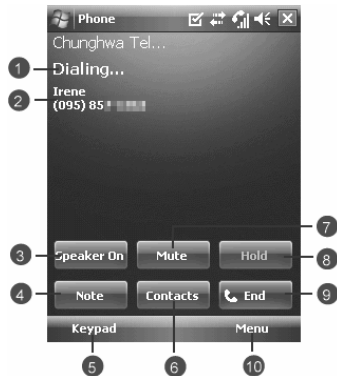 Phone
Chunghwa Tel...
1 Dialing...
2 Irene
(095) 85
7
3 Speaker On Mute Hold 8
4 Note Contacts End 9
Keypad Menu
5 6 10